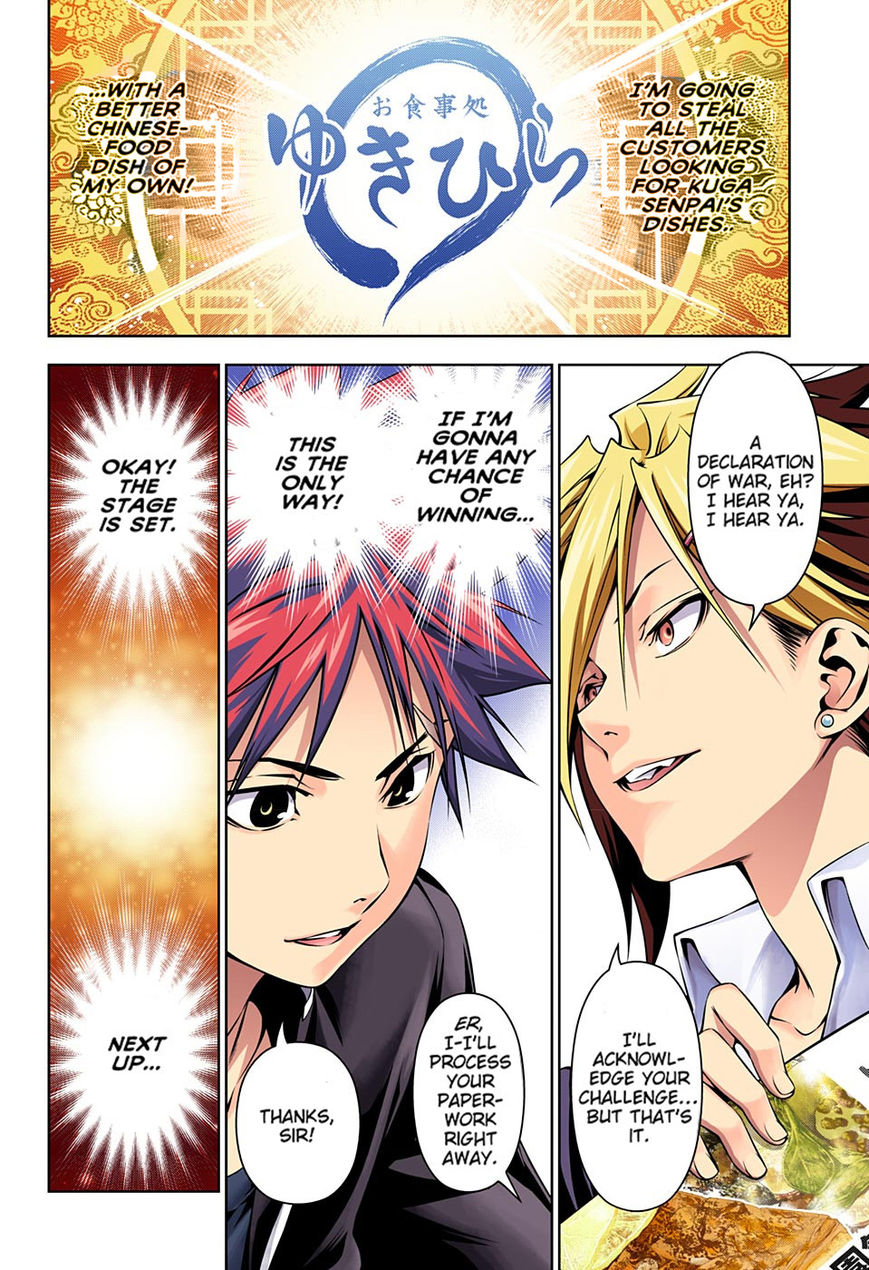 I'M GOING
TO STEAL
ALL THE
CUSTOMERS
LOOKING
FOR KUGA
SENPAI'S
DISHES..
お食事処
ゆきひら
...WITH A
BETTER
CHINESE-
FOOD
DISH OF
MY OWN!
A
DECLARATION
OF WAR, EH?
I HEAR YA,
I HEAR YA.
I'LL
ACKNOWL-
EDGE YOUR
CHALLENGE...
BUT THAT'S
IT.
IF I'M
GONNA
HAVE ANY
CHANCE
OF
WINNING...
THIS
IS THE
ONLY
WAY!
ER,
I-I'LL
PROCESS
YOUR
PAPER-
WORK
RIGHT
AWAY.
THANKS,
SIR!
OKAY!
THE
STAGE
IS SET.
NEXT
UP...